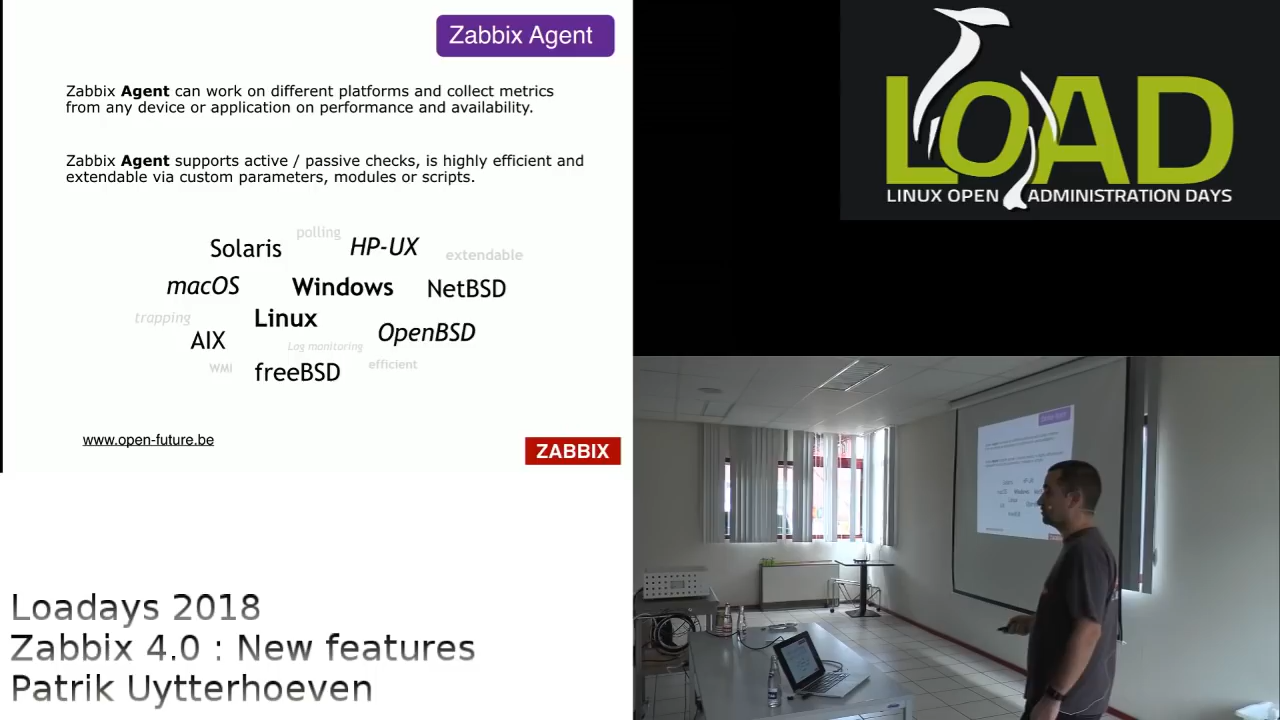 Zabbix Agent
Zabbix Agent can work on different platforms and collect metrics
from any device or application on performance and availability.
Zabbix Agent supports active / passive checks, is highly efficient and
extendable via custom parameters, modules or scripts.
polling
Solaris HP-UX
extendable
macOS Windows NetBSD
trapping Linux
AIX OpenBSD
Log monitoring
WMI freeBSD efficient
www.open-future.be
ZABBIX
LOAD
LINUX OPEN ADMINISTRATION DAYS
Loadays 2018
Zabbix 4.0 : New features
Patrik Uytterhoeven